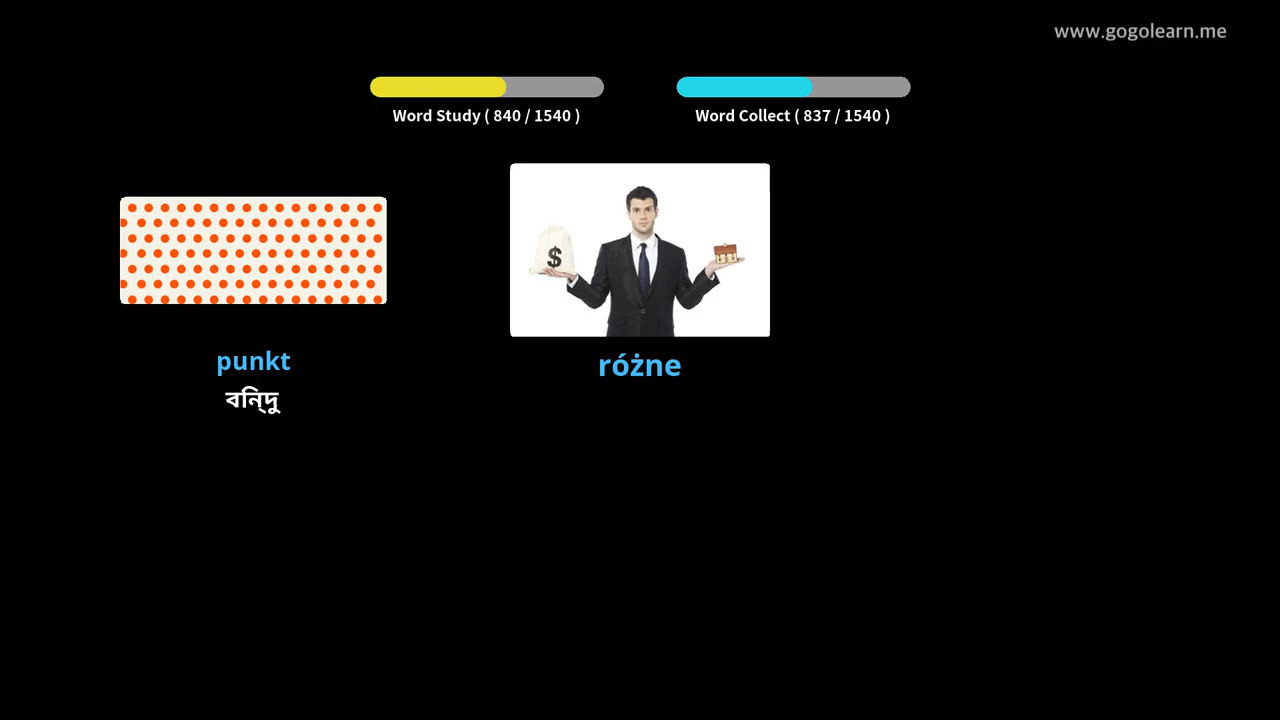 www.gogolearn.me
Word Study ( 840 / 1540 )
Word Collect ( 837 / 1540 )
$
punkt
różne
বিন্দু